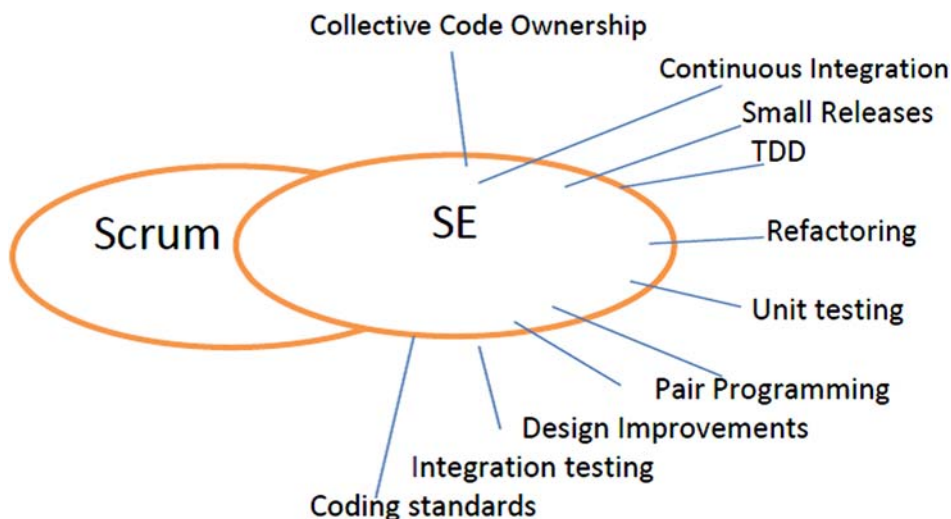 Collective Code Ownership
Continuous Integration
Small Releases
TDD
Scrum
SE
Refactoring
Unit testing
Pair Programming
Design Improvements
Integration testing
Coding standards